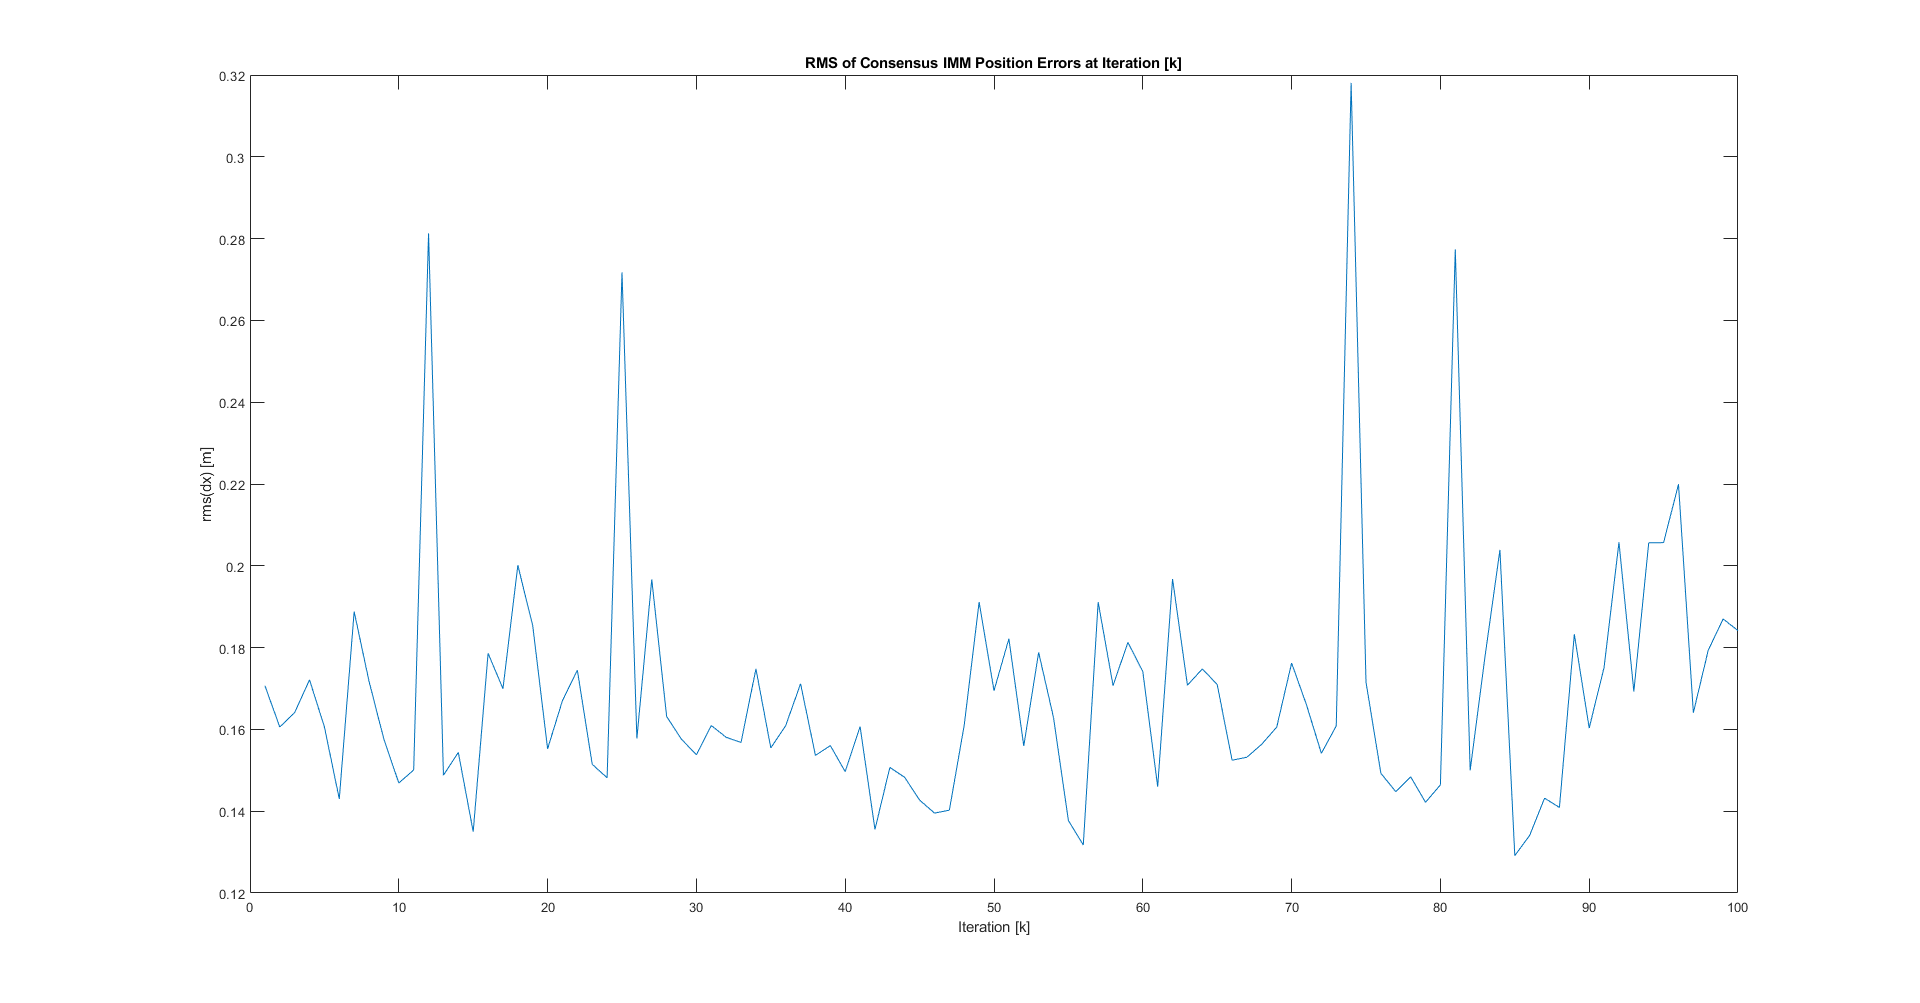 RMS of Consensus IMM Position Errors at Iteration [k]
0.32
0.3
0.28
0.26
0.24
0.22
0.2
0.18
0.16
0.14
0.12
rms(dx) [m]
0 10 20 30 40 50 60 70 80 90 100
Iteration [k]